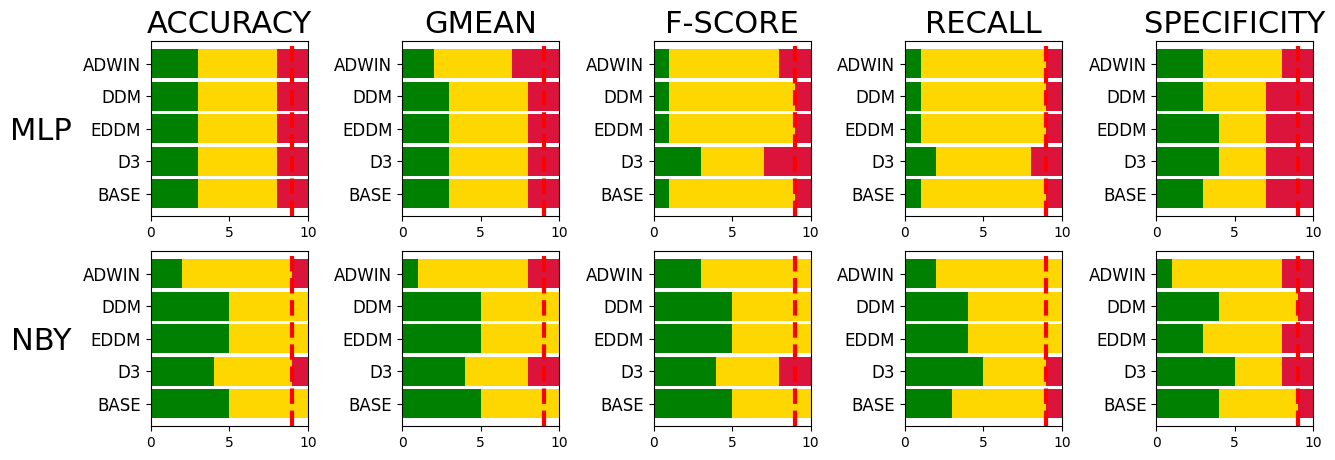 ACCURACY GMEAN F-SCORE RECALL SPECIFICITY
MLP
ADWIN ADWIN ADWIN ADWIN ADWIN
DDM DDM DDM DDM DDM
EDDM EDDM EDDM EDDM EDDM
D3 D3 D3 D3 D3
BASE BASE BASE BASE BASE
0 5 10 0 5 10 0 5 10 0 5 10 0 5 10
NBY
ADWIN ADWIN ADWIN ADWIN ADWIN
DDM DDM DDM DDM DDM
EDDM EDDM EDDM EDDM EDDM
D3 D3 D3 D3 D3
BASE BASE BASE BASE BASE
0 5 10 0 5 10 0 5 10 0 5 10 0 5 10